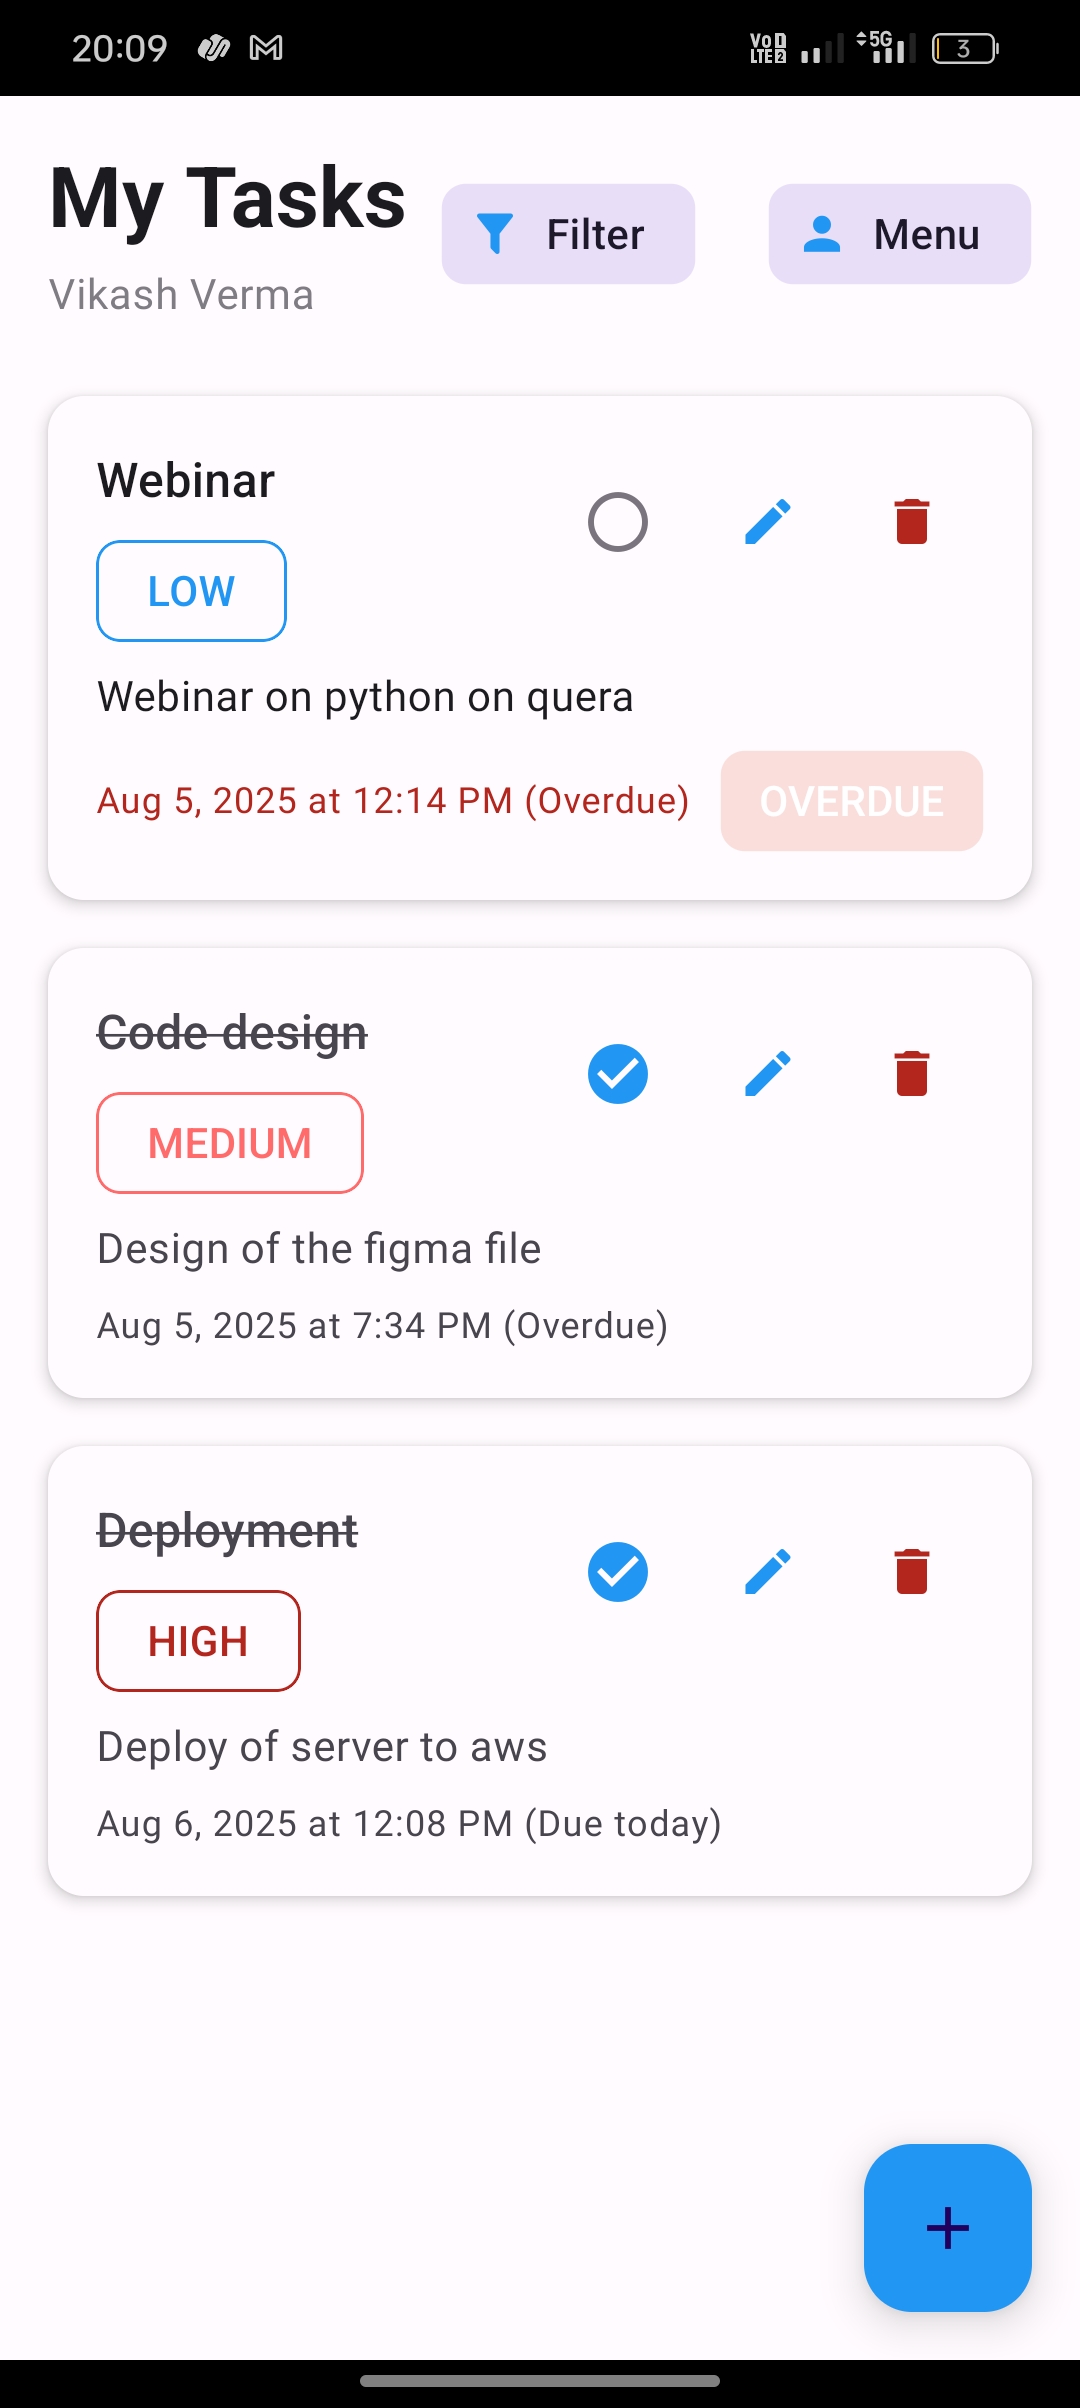 20:09
VoD LTE2 5G 3
My Tasks
Vikash Verma
Filter
Menu
Webinar
LOW
Webinar on python on quera
Aug 5, 2025 at 12:14 PM (Overdue)
OVERDUE
Code design
MEDIUM
Design of the figma file
Aug 5, 2025 at 7:34 PM (Overdue)
Deployment
HIGH
Deploy of server to aws
Aug 6, 2025 at 12:08 PM (Due today)